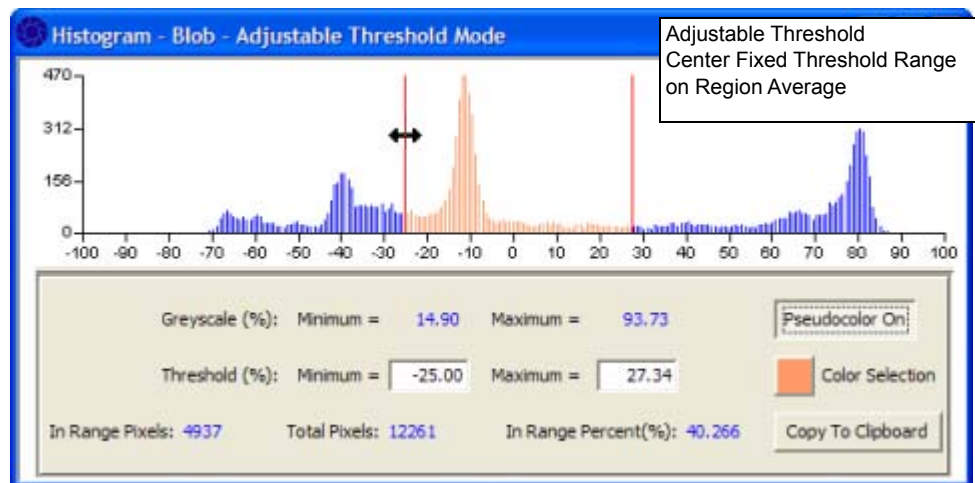 Histogram - Blob - Adjustable Threshold Mode
Adjustable Threshold
Center Fixed Threshold Range
on Region Average
470
312
156
0
-100 -90 -80 -70 -60 -50 -40 -30 -20 -10 0 10 20 30 40 50 60 70 80 90 100
Greyscale (%): Minimum = 14.90 Maximum = 93.73 Pseudocolor On
Threshold (%): Minimum = -25.00 Maximum = 27.34 Color Selection
In Range Pixels: 4937 Total Pixels: 12261 In Range Percent(%): 40.266 Copy To Clipboard